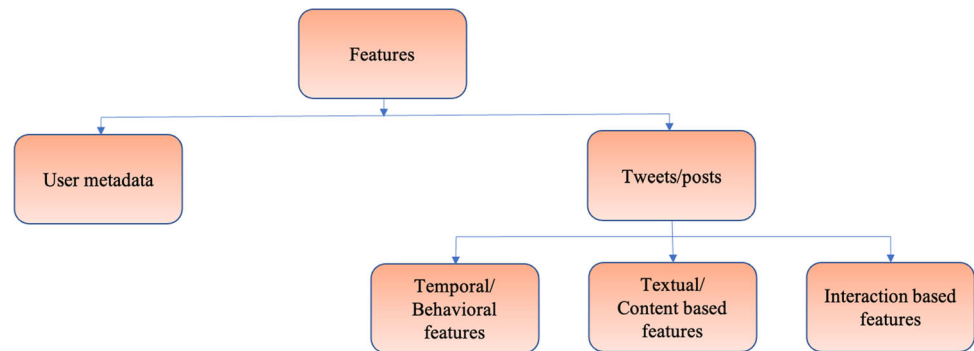 Features
User metadata
Tweets/posts
Temporal/
Behavioral
features
Textual/
Content based
features
Interaction based
features